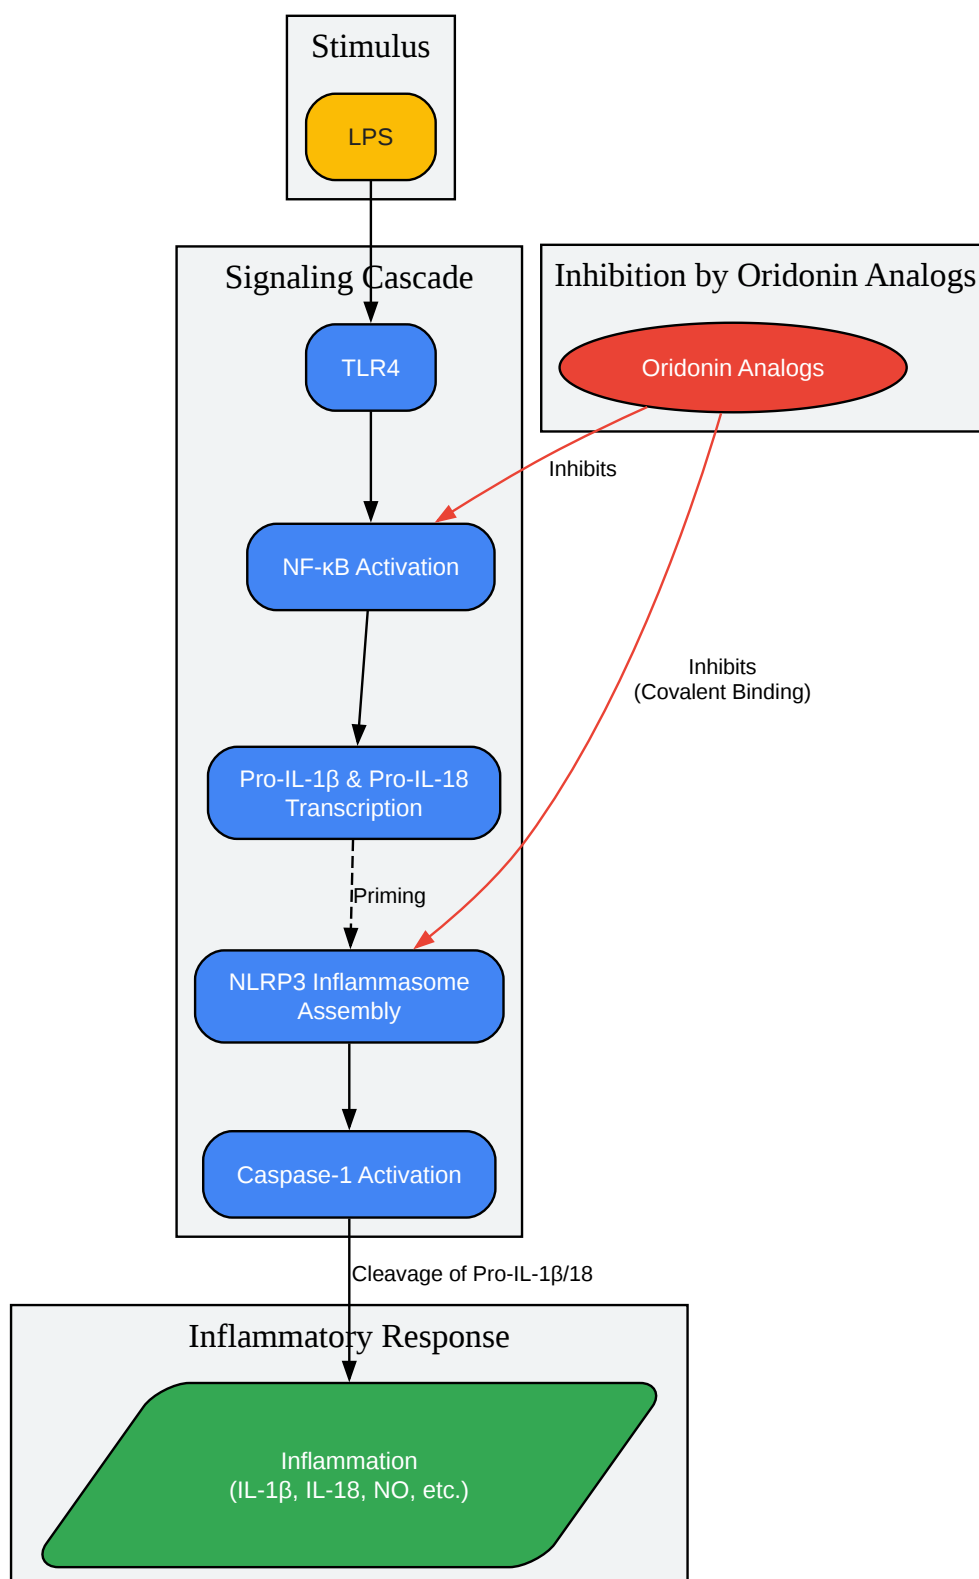 Stimulus
LPS
Signaling Cascade
Inhibition by Oridonin Analogs
TLR4
Oridonin Analogs
Inhibits
NF-κB Activation
Inhibits
(Covalent Binding)
Pro-IL-1β & Pro-IL-18
Transcription
Priming
NLRP3 Inflammasome
Assembly
Caspase-1 Activation
Cleavage of Pro-IL-1β/18
Inflammatory Response
Inflammation
(IL-1β, IL-18, NO, etc.)